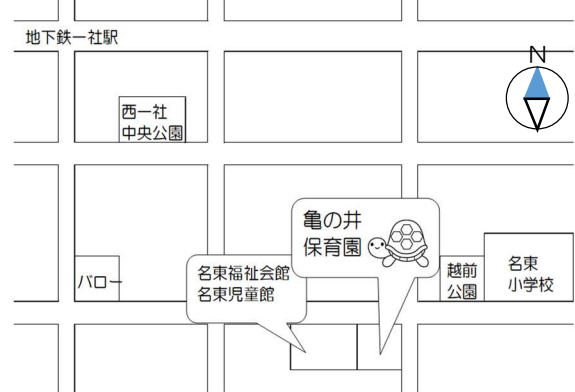 地下鉄一社駅
N
西一社
中央公園
亀の井
保育園
名東福祉会館
名東児童館
バロー
越前
公園
名東
小学校